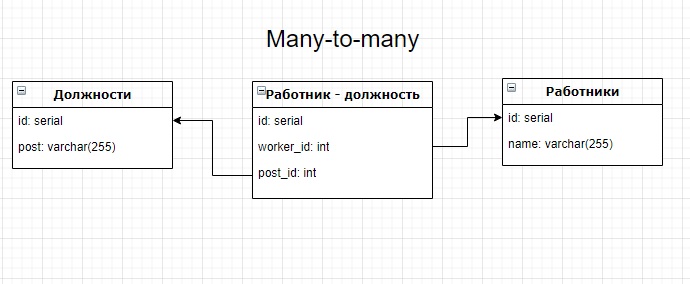 Many-to-many
Должности
id: serial
post: varchar(255)
Работник - должность
id: serial
worker_id: int
post_id: int
Работники
id: serial
name: varchar(255)